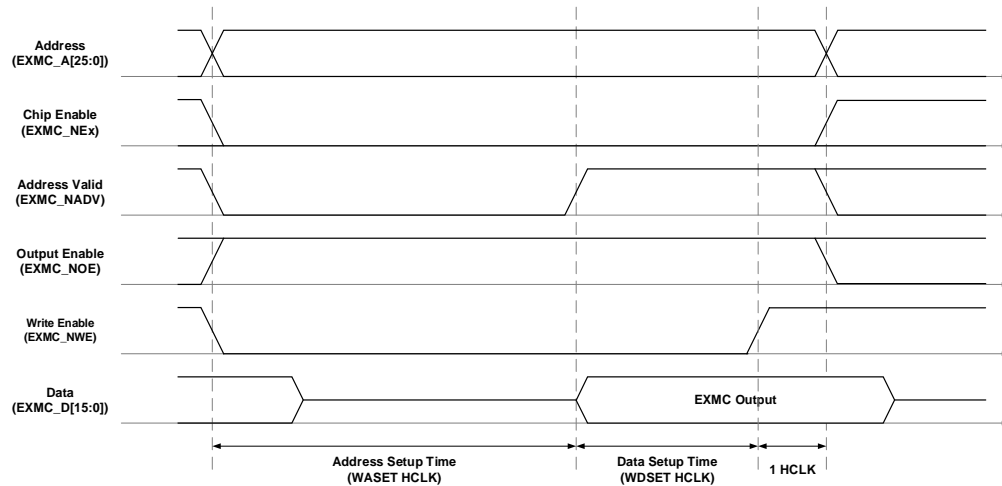 Address
(EXMC_A[25:0])
Chip Enable
(EXMC_NEx)
Address Valid
(EXMC_NADV)
Output Enable
(EXMC_NOE)
Write Enable
(EXMC_NWE)
Data
(EXMC_D[15:0])
EXMC Output
Address Setup Time
(WASET HCLK)
Data Setup Time
(WDSET HCLK)
1 HCLK